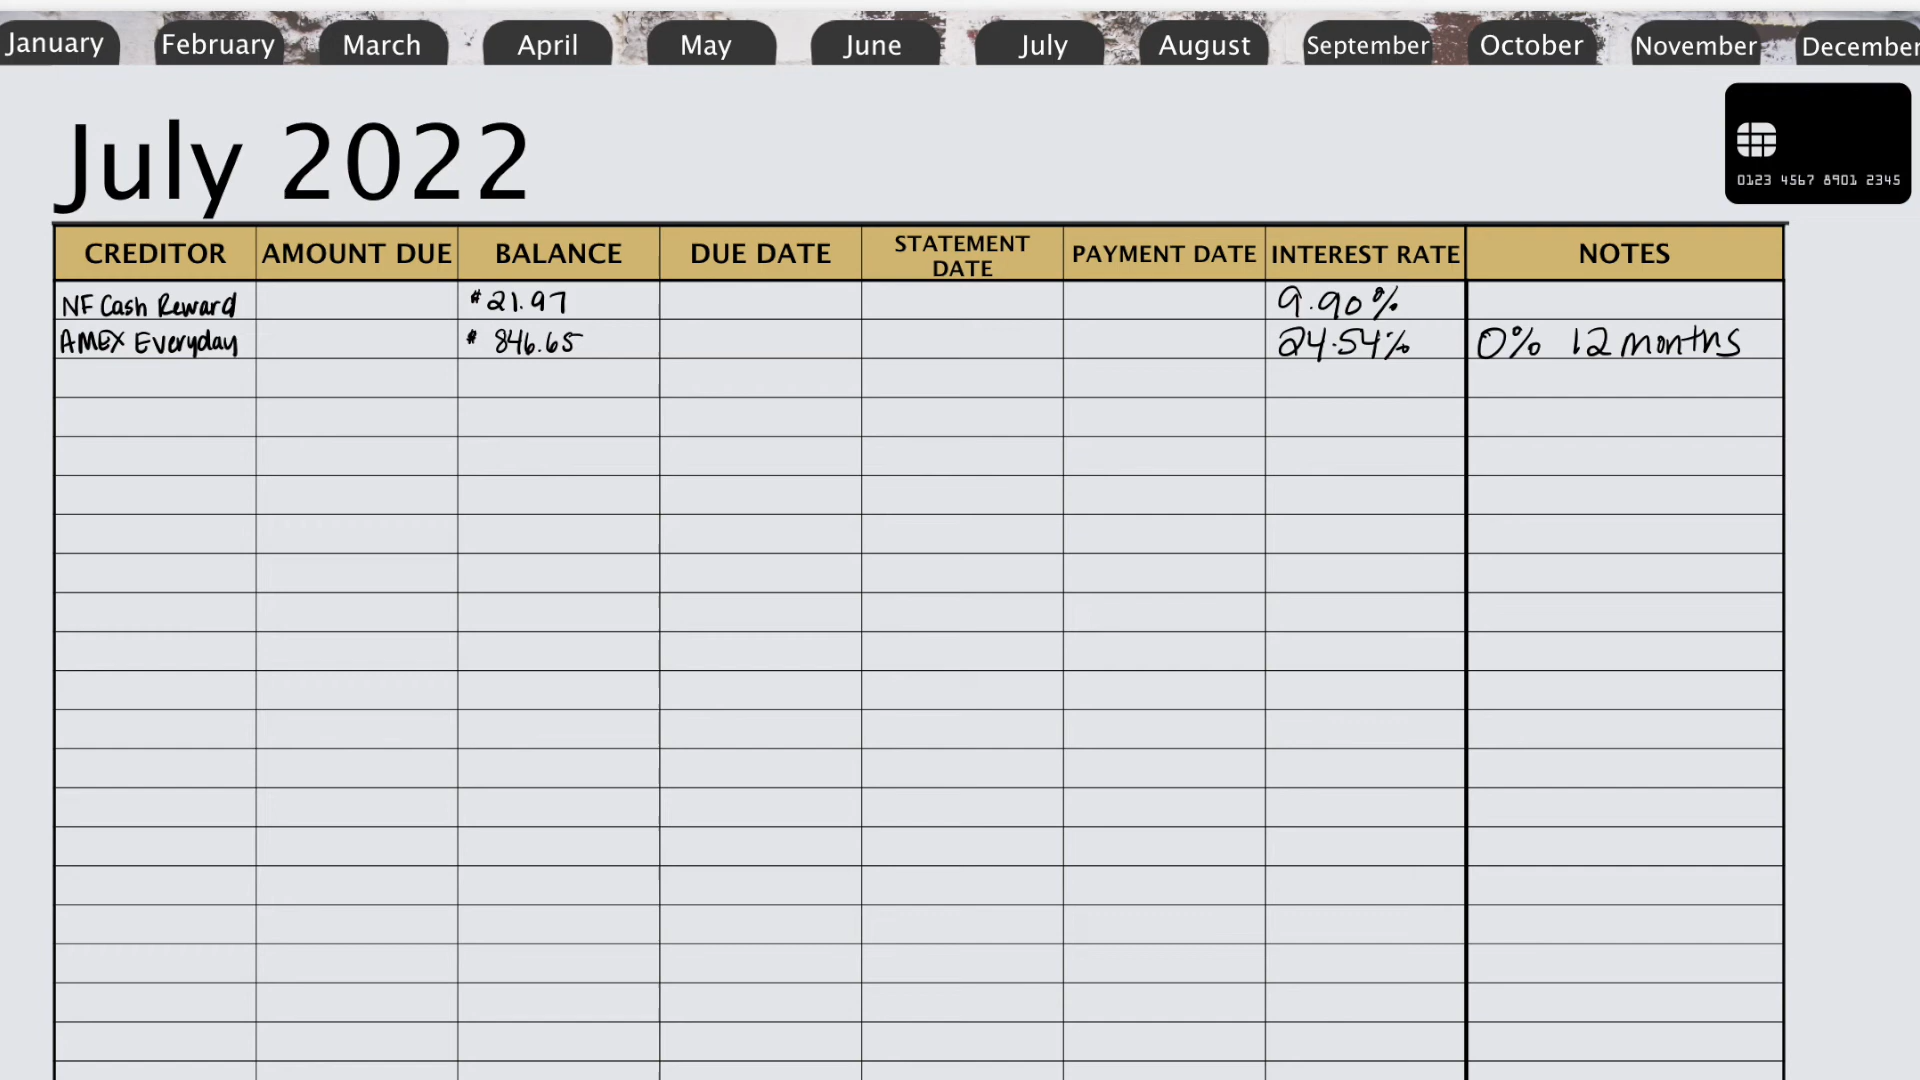 January February March April May June July August September October November December
0123 4567 8901 2345
July 2022
CREDITOR AMOUNT DUE BALANCE DUE DATE STATEMENT DATE PAYMENT DATE INTEREST RATE NOTES
NF Cash Reward $21.97 9.90%
AMEX Everyday $ 846.65 24.54% 0% 12 months